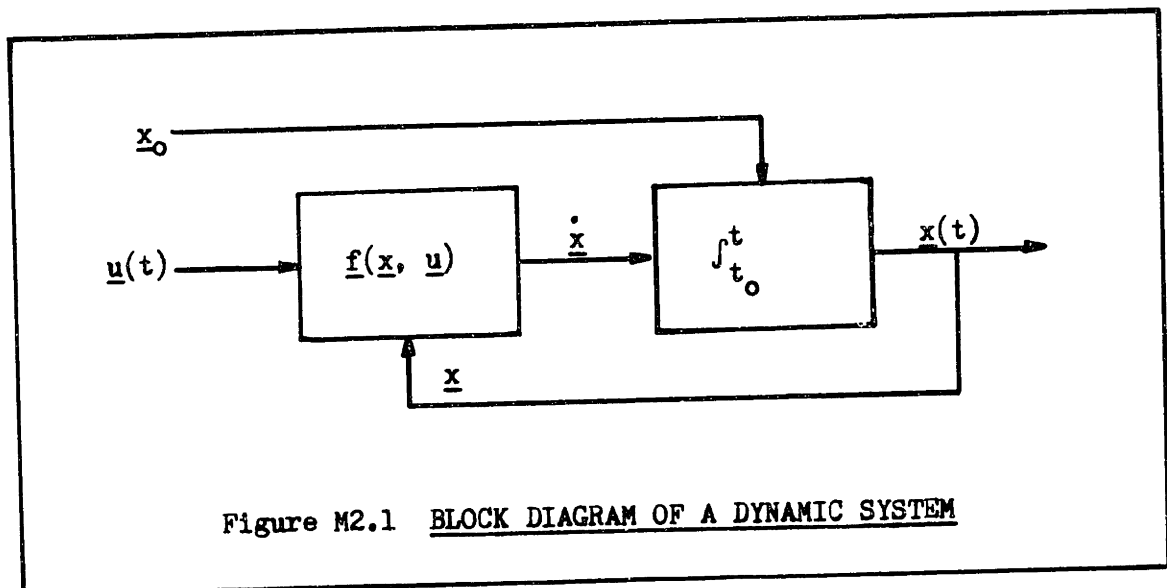 x₀
u(t)
f(x, u)
ẋ
∫ₜ₀ᵗ
x(t)
x
Figure M2.1 BLOCK DIAGRAM OF A DYNAMIC SYSTEM